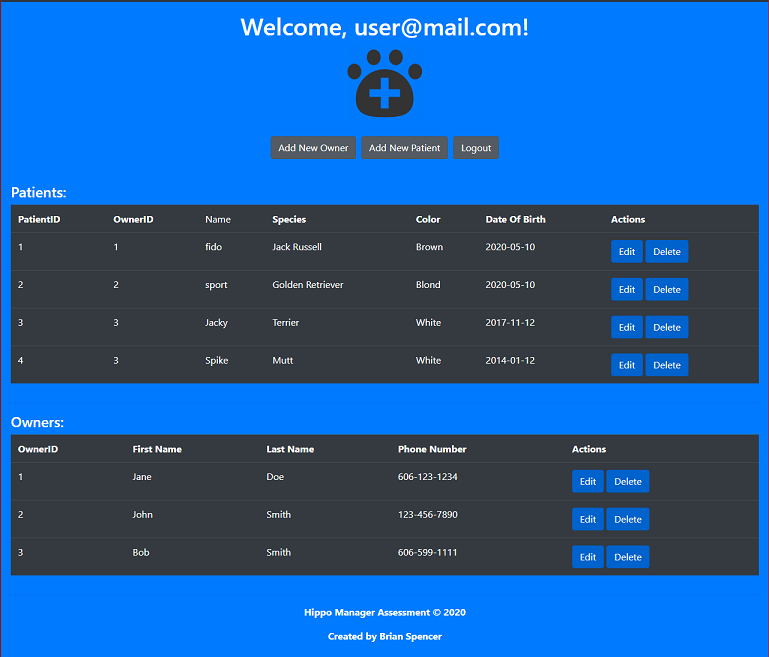 Welcome, user@mail.com!
Add New Owner Add New Patient Logout
Patients:
PatientID OwnerID Name Species Color Date Of Birth Actions
1 1 fido Jack Russell Brown 2020-05-10 Edit Delete
2 2 sport Golden Retriever Blond 2020-05-10 Edit Delete
3 3 Jacky Terrier White 2017-11-12 Edit Delete
4 3 Spike Mutt White 2014-01-12 Edit Delete
Owners:
OwnerID First Name Last Name Phone Number Actions
1 Jane Doe 606-123-1234 Edit Delete
2 John Smith 123-456-7890 Edit Delete
3 Bob Smith 606-599-1111 Edit Delete
Hippo Manager Assessment © 2020
Created by Brian Spencer